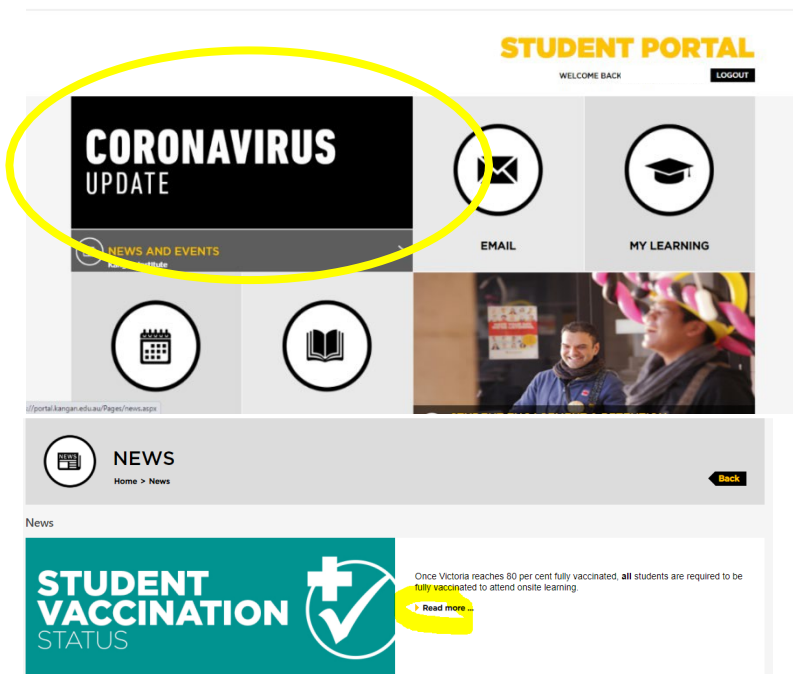 STUDENT PORTAL
WELCOME BACK
LOGOUT
CORONAVIRUS
UPDATE
NEWS AND EVENTS
EMAIL
MY LEARNING
://portal.kangan.edu.au/Pages/news.aspx
NEWS
NEWS
Home > News
Back
News
STUDENT
VACCINATION
STATUS
Once Victoria reaches 80 per cent fully vaccinated, all students are required to be
fully vaccinated to attend onsite learning.
Read more ...